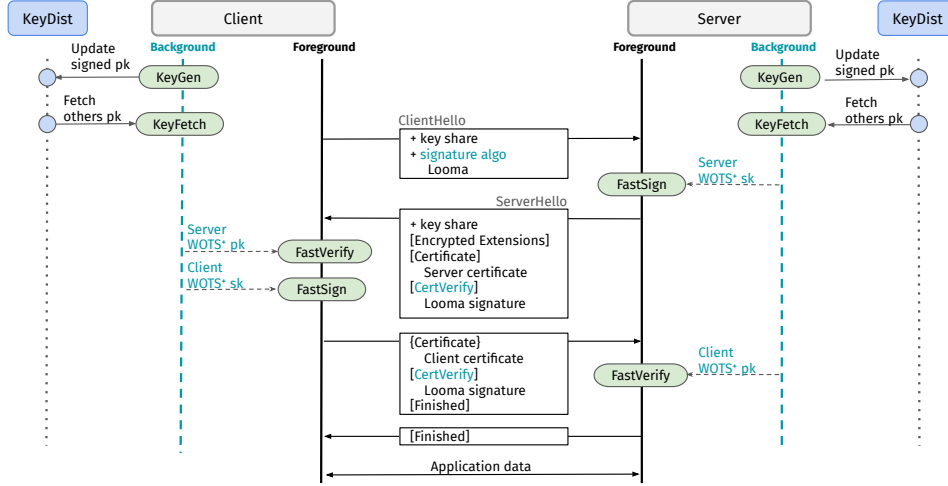 KeyDist
Client
Server
KeyDist
Background
Foreground
Foreground
Background
Update
signed pk
KeyGen
KeyGen
Update
signed pk
Fetch
others pk
KeyFetch
KeyFetch
Fetch
others pk
ClientHello
+ key share
+ signature algo
Looma
Server
WOTS⁺ sk
FastSign
ServerHello
+ key share
[Encrypted Extensions]
[Certificate]
Server certificate
[CertVerify]
Looma signature
Server
WOTS⁺ pk
FastVerify
Client
WOTS⁺ sk
FastSign
{Certificate}
Client certificate
[CertVerify]
Looma signature
[Finished]
Client
WOTS⁺ pk
FastVerify
[Finished]
Application data